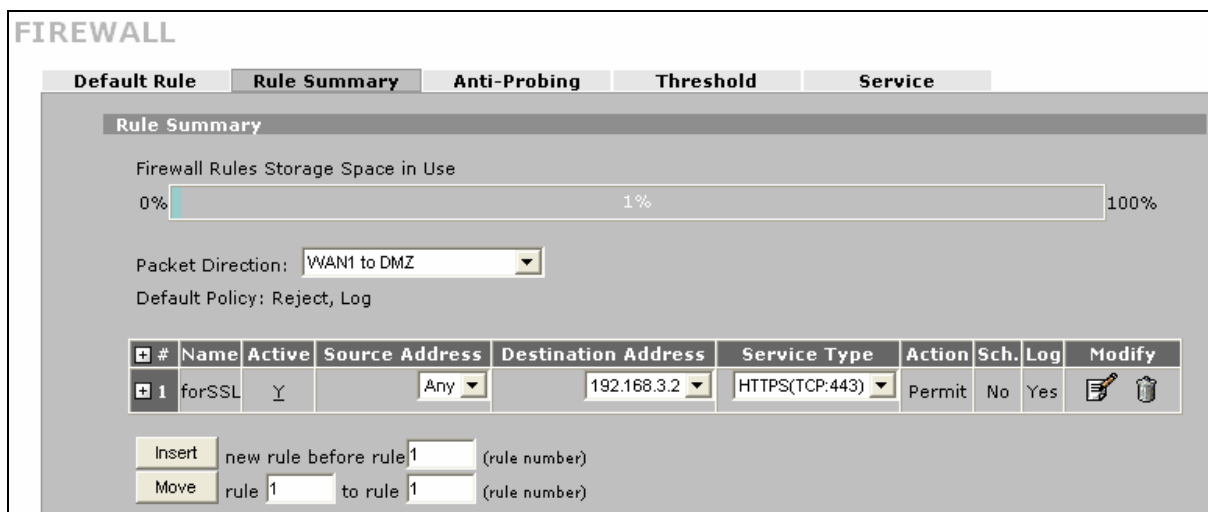 FIREWALL
Default Rule Rule Summary Anti-Probing Threshold Service
Rule Summary
Firewall Rules Storage Space in Use
0% 1% 100%
Packet Direction: WAN1 to DMZ
Default Policy: Reject, Log
# Name Active Source Address Destination Address Service Type Action Sch. Log Modify
1 forSSL Y Any 192.168.3.2 HTTPS(TCP:443) Permit No Yes
Insert new rule before rule 1 (rule number)
Move rule 1 to rule 1 (rule number)